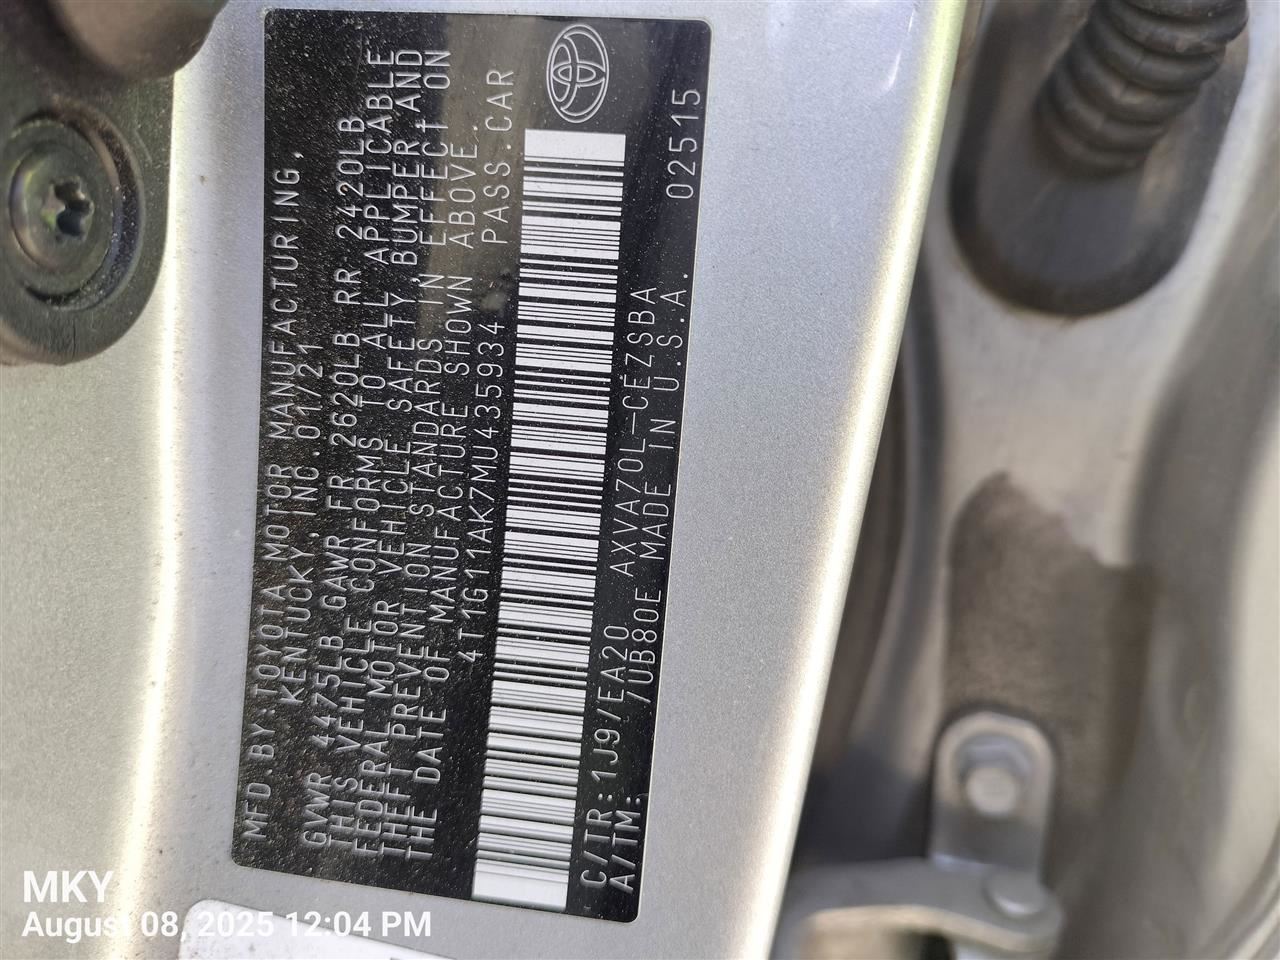 MFD.BY:TOYOTA MOTOR MANUFACTURING,
KENTUCKY,INC.01/21
GVWR 4475LB GAWR FR 2620LB RR 2420LB
THIS VEHICLE CONFORMS TO ALL APPLICABLE
FEDERAL MOTOR VEHICLE SAFETY,BUMPER AND
THEFT PREVENTION STANDARDS IN EFFECT ON
THE DATE OF MANUFACTURE SHOWN ABOVE.
4T1G11AK7MU435934 PASS.CAR
C/TR:1J9/EA20 AXVA70L-CEZSBA
A/TM: /UB80E MADE IN U.S.A. 02515
MKY
August 08, 2025 12:04 PM